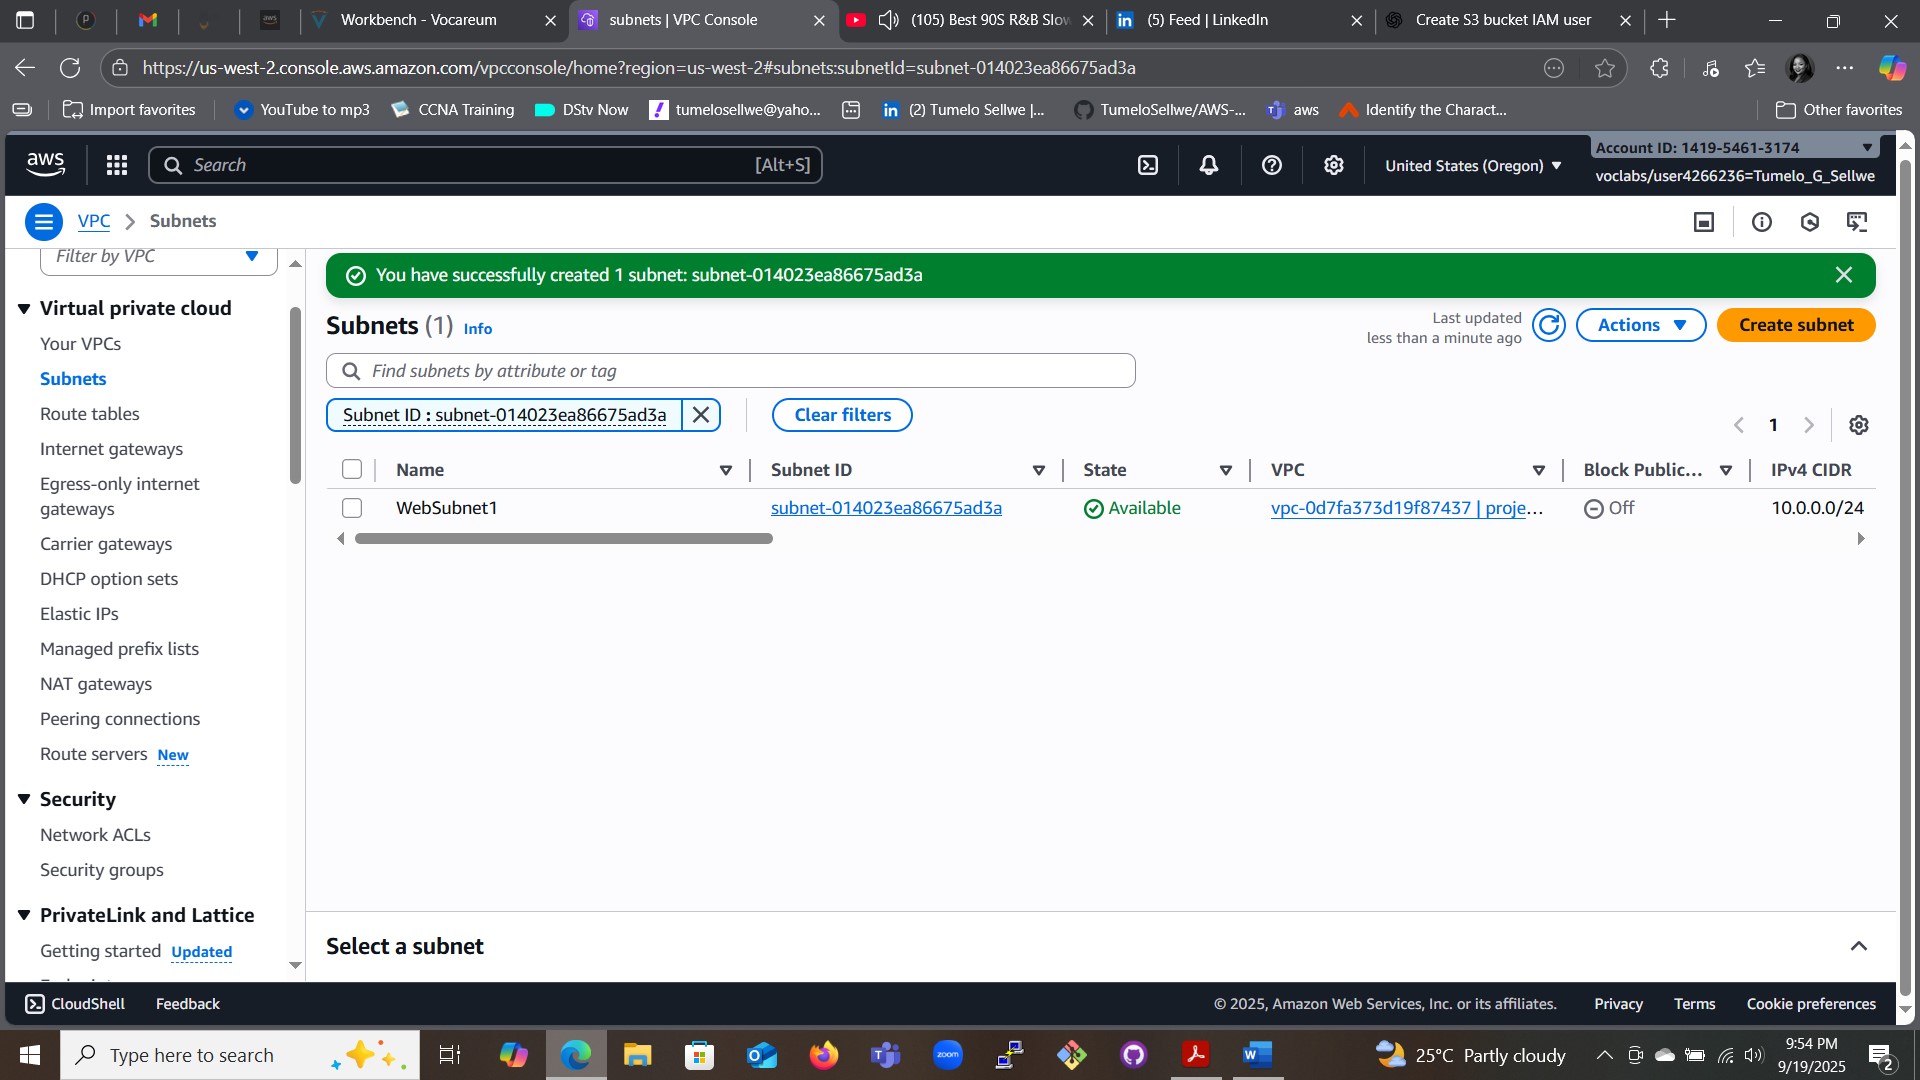 Workbench - Vocareum
subnets | VPC Console
(105) Best 90S R&B Slow
(5) Feed | LinkedIn
Create S3 bucket IAM user
https://us-west-2.console.aws.amazon.com/vpcconsole/home?region=us-west-2#subnets:subnetId=subnet-014023ea86675ad3a
Import favorites
YouTube to mp3
CCNA Training
DStv Now
tumelosellwe@yaho...
(2) Tumelo Sellwe |...
TumeloSellwe/AWS-...
aws
Identify the Charact...
Other favorites
aws
Search
[Alt+S]
United States (Oregon)
Account ID: 1419-5461-3174
voclabs/user4266236=Tumelo_G_Sellwe
VPC > Subnets
Filter by VPC
Virtual private cloud
Your VPCs
Subnets
Route tables
Internet gateways
Egress-only internet
gateways
Carrier gateways
DHCP option sets
Elastic IPs
Managed prefix lists
NAT gateways
Peering connections
Route servers New
Security
Network ACLs
Security groups
PrivateLink and Lattice
Getting started Updated
You have successfully created 1 subnet: subnet-014023ea86675ad3a
Subnets (1) Info
Last updated
less than a minute ago
Actions
Create subnet
Find subnets by attribute or tag
Subnet ID : subnet-014023ea86675ad3a
Clear filters
1
Name Subnet ID State VPC Block Public... IPv4 CIDR
WebSubnet1 subnet-014023ea86675ad3a Available vpc-0d7fa373d19f87437 | proje... Off 10.0.0.0/24
Select a subnet
CloudShell
Feedback
© 2025, Amazon Web Services, Inc. or its affiliates.
Privacy
Terms
Cookie preferences
Type here to search
zoom
25°C Partly cloudy
9:54 PM
9/19/2025
2